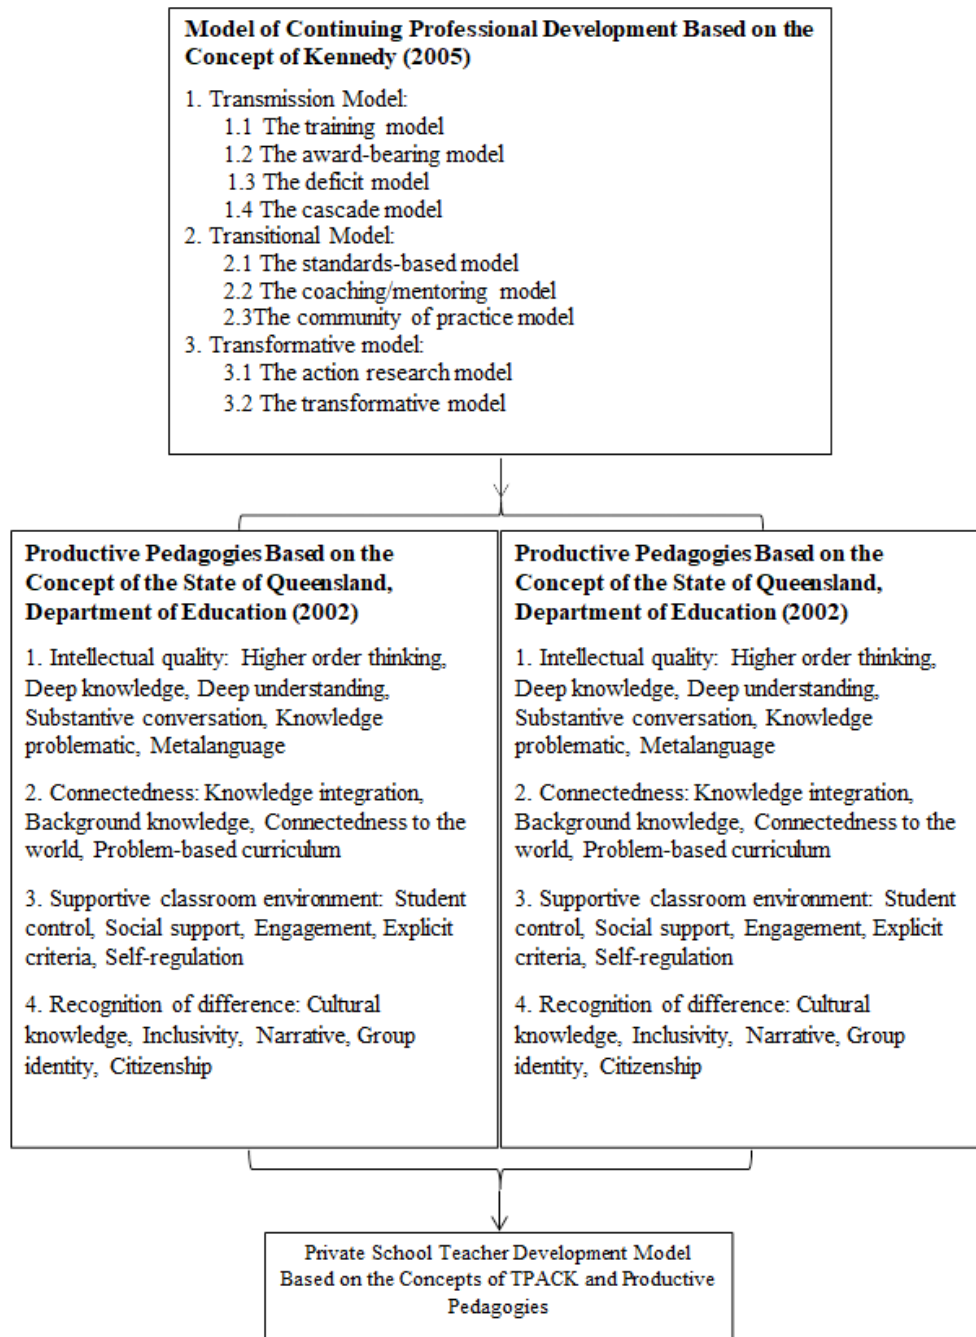 Model of Continuing Professional Development Based on the
Concept of Kennedy (2005)
1. Transmission Model:
1.1 The training model
1.2 The award-bearing model
1.3 The deficit model
1.4 The cascade model
2. Transitional Model:
2.1 The standards-based model
2.2 The coaching/mentoring model
2.3The community of practice model
3. Transformative model:
3.1 The action research model
3.2 The transformative model
Productive Pedagogies Based on the
Concept of the State of Queensland,
Department of Education (2002)
1. Intellectual quality: Higher order thinking,
Deep knowledge, Deep understanding,
Substantive conversation, Knowledge
problematic, Metalanguage
2. Connectedness: Knowledge integration,
Background knowledge, Connectedness to the
world, Problem-based curriculum
3. Supportive classroom environment: Student
control, Social support, Engagement, Explicit
criteria, Self-regulation
4. Recognition of difference: Cultural
knowledge, Inclusivity, Narrative, Group
identity, Citizenship
Productive Pedagogies Based on the
Concept of the State of Queensland,
Department of Education (2002)
1. Intellectual quality: Higher order thinking,
Deep knowledge, Deep understanding,
Substantive conversation, Knowledge
problematic, Metalanguage
2. Connectedness: Knowledge integration,
Background knowledge, Connectedness to the
world, Problem-based curriculum
3. Supportive classroom environment: Student
control, Social support, Engagement, Explicit
criteria, Self-regulation
4. Recognition of difference: Cultural
knowledge, Inclusivity, Narrative, Group
identity, Citizenship
Private School Teacher Development Model
Based on the Concepts of TPACK and Productive
Pedagogies